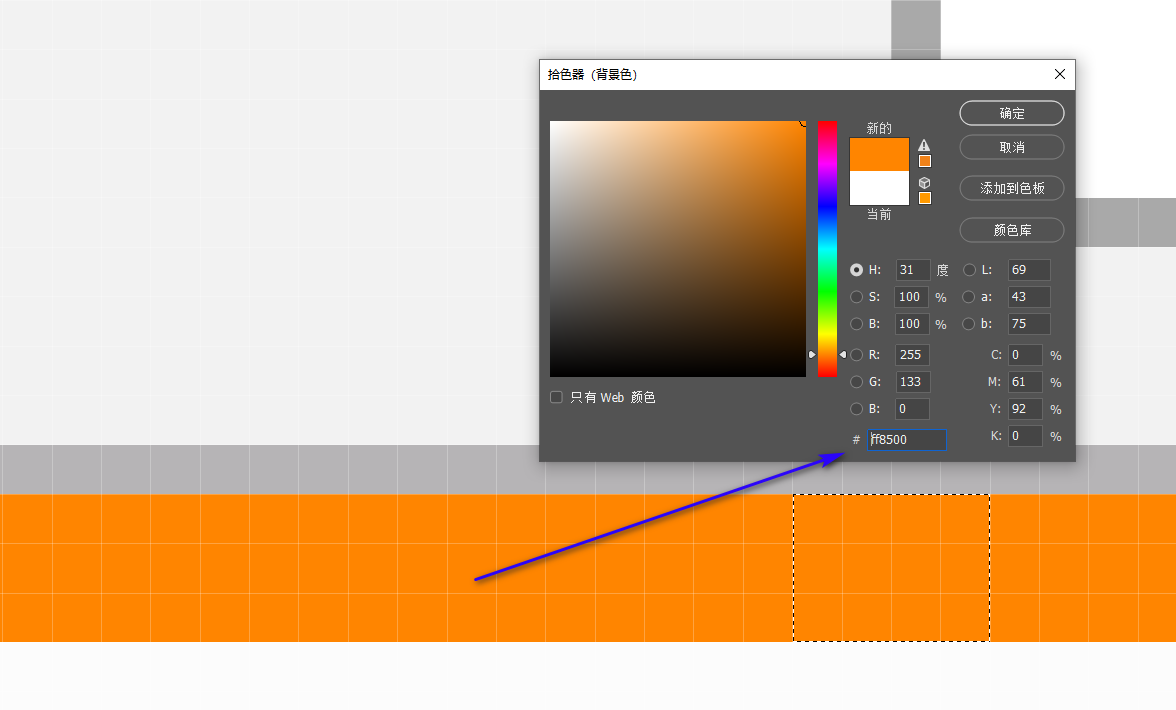 拾色器（背景色）
新的
当前
确定
取消
添加到色板
颜色库
H: 31 度 L: 69
S: 100 % a: 43
B: 100 % b: 75
R: 255 C: 0 %
G: 133 M: 61 %
B: 0 Y: 92 %
# ff8500 K: 0 %
只有 Web 颜色